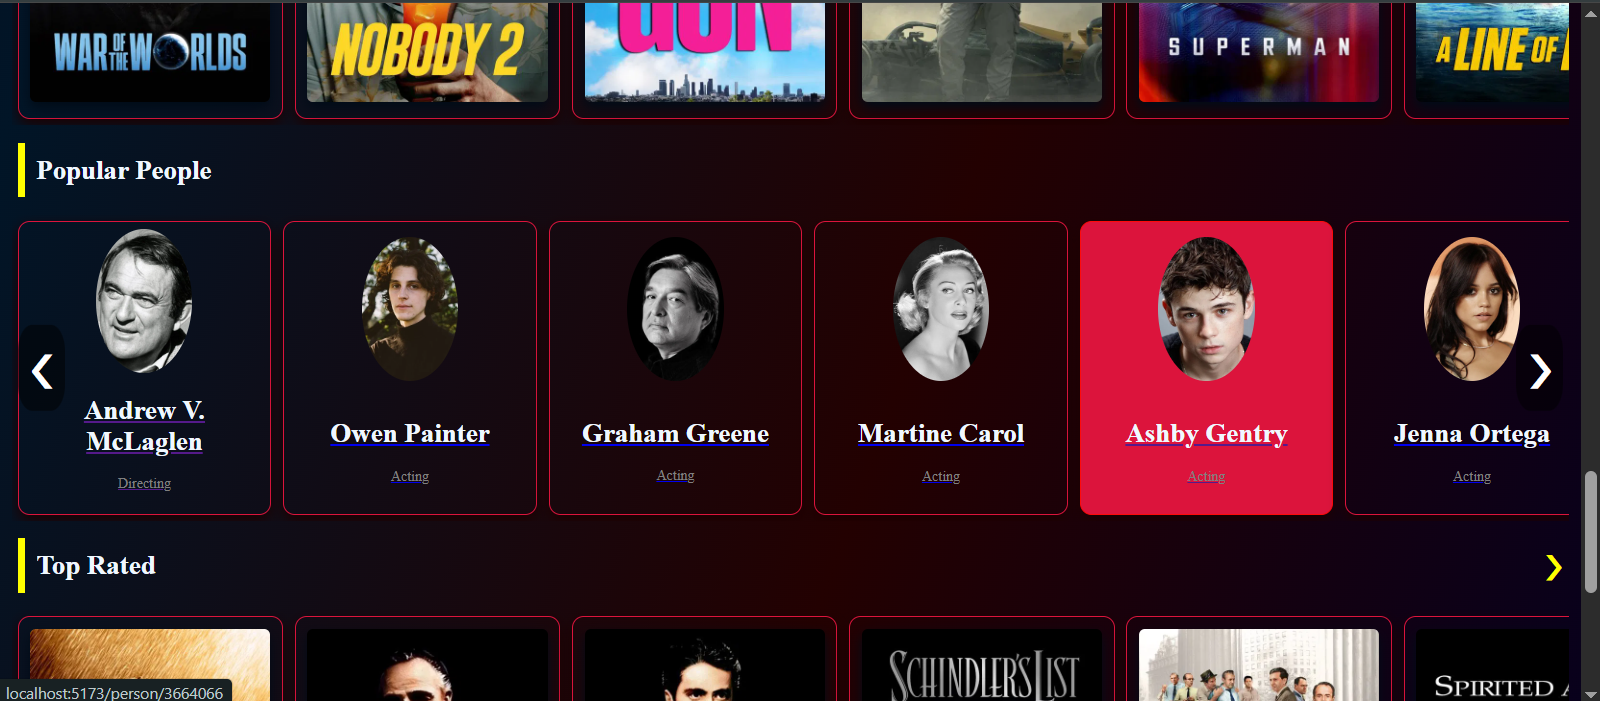 WAR OF THE WORLDS
NOBODY 2
GUN
SUPERMAN
A LINE OF
Popular People
Andrew V.
McLaglen
Directing
Owen Painter
Acting
Graham Greene
Acting
Martine Carol
Acting
Ashby Gentry
Acting
Jenna Ortega
Acting
Top Rated
SCHINDLER'S LIST
SPIRITED
localhost:5173/person/3664066